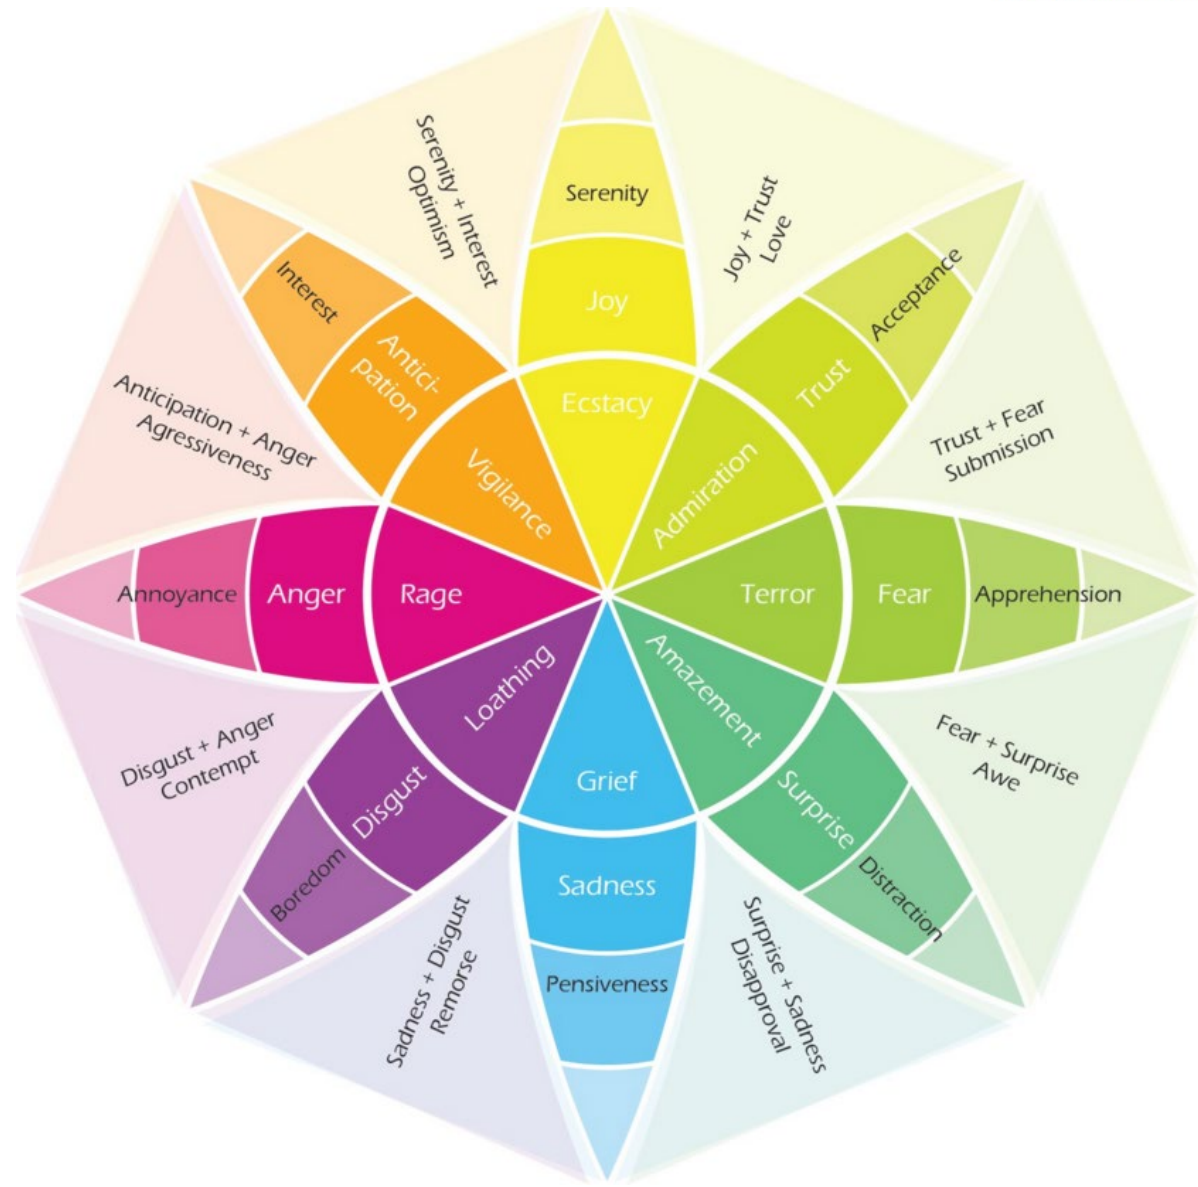 Serenity + Interest
Optimism
Serenity
Joy
Ecstacy
Joy + Trust
Love
Acceptance
Trust
Admiration
Trust + Fear
Submission
Terror
Fear
Apprehension
Fear + Surprise
Awe
Amazement
Surprise
Distraction
Surprise + Sadness
Disapproval
Grief
Sadness
Pensiveness
Sadness + Disgust
Remorse
Loathing
Disgust
Boredom
Disgust + Anger
Contempt
Rage
Anger
Annoyance
Anticipation + Anger
Agressiveness
Interest
Antici-
pation
Vigilance